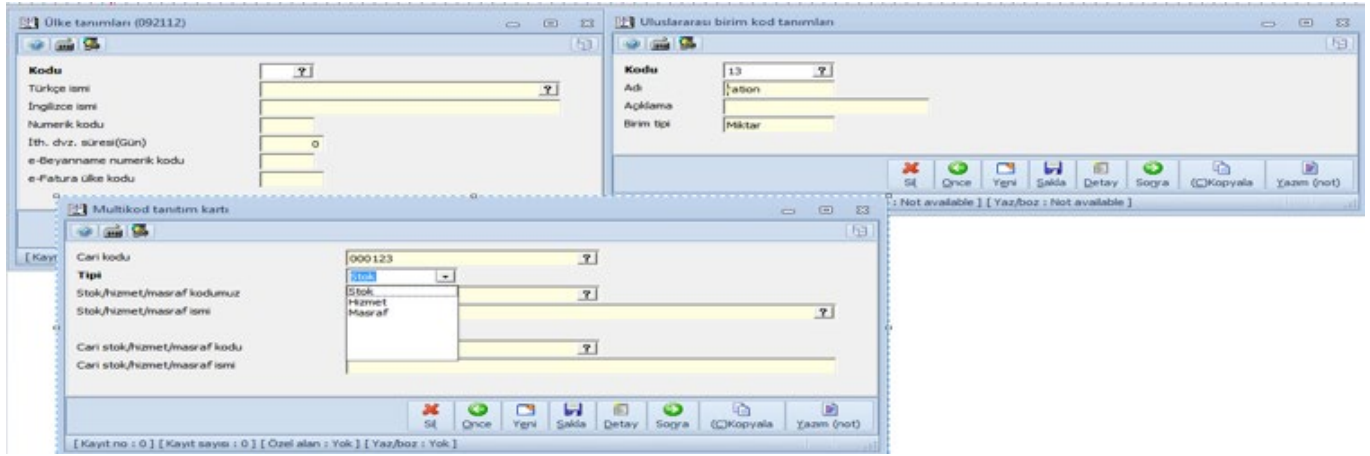 Ülke tanımları (092112)
Kodu ?
Türkçe ismi ?
İngilizce ismi
Numerik kodu
İth. dvz. süresi(Gün) 0
e-Beyanname numerik kodu
e-Fatura ülke kodu
[ Kayıt
Uluslararası birim kod tanımları
Kodu 13 ?
Adı 'ation
Açıklama
Birim tipi Miktar
Sil Önce Yeni Sakla Detay Sonra (C)Kopyala Yazım (not)
: Not available ] [ Yaz/boz : Not available ]
Multikod tanıtım kartı
Cari kodu 000123 ?
Tipi Stok
Stok/hizmet/masraf kodumuz Stok ?
Hizmet
Stok/hizmet/masraf ismi Masraf ?
Cari stok/hizmet/masraf kodu ?
Cari stok/hizmet/masraf ismi
Sil Önce Yeni Sakla Detay Sonra (C)Kopyala Yazım (not)
[ Kayıt no : 0 ] [ Kayıt sayısı : 0 ] [ Özel alan : Yok ] [ Yaz/boz : Yok ]